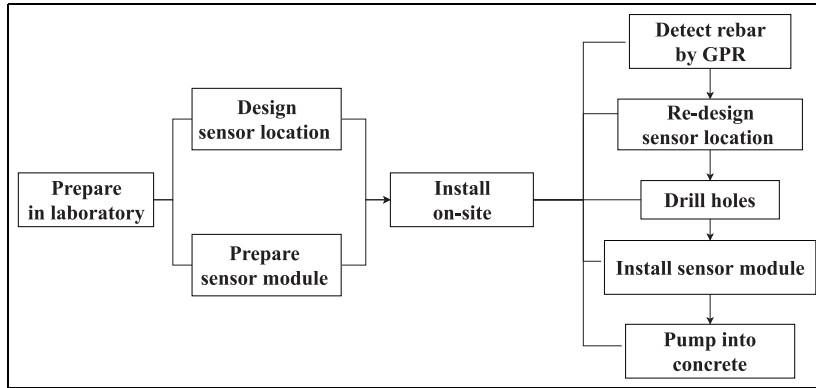 Prepare
in laboratory
Design
sensor location
Prepare
sensor module
Install
on-site
Detect rebar
by GPR
Re-design
sensor location
Drill holes
Install sensor module
Pump into
concrete